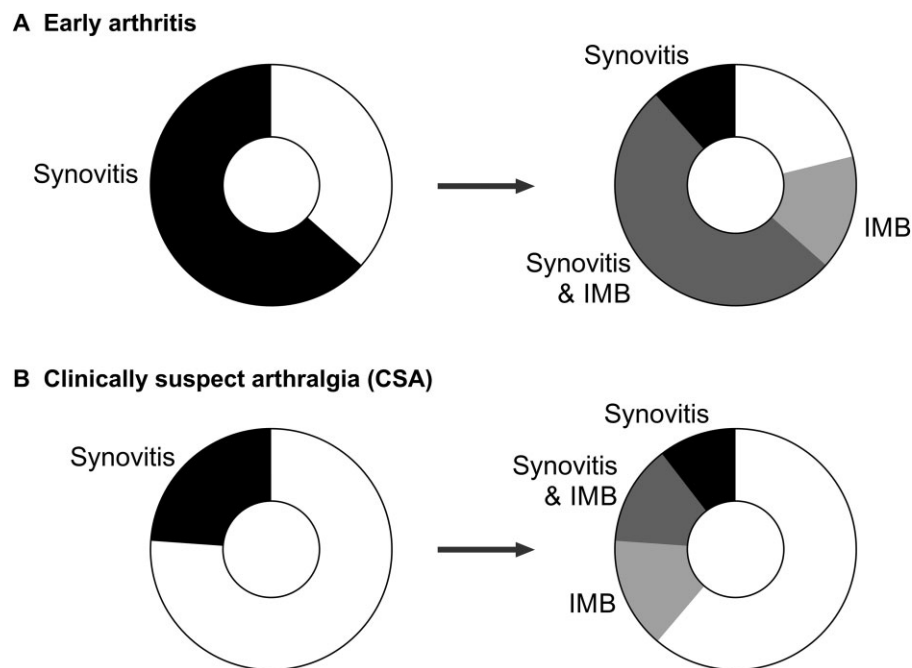 A Early arthritis
Synovitis
Synovitis
IMB
Synovitis
& IMB
B Clinically suspect arthralgia (CSA)
Synovitis
Synovitis
Synovitis
& IMB
IMB